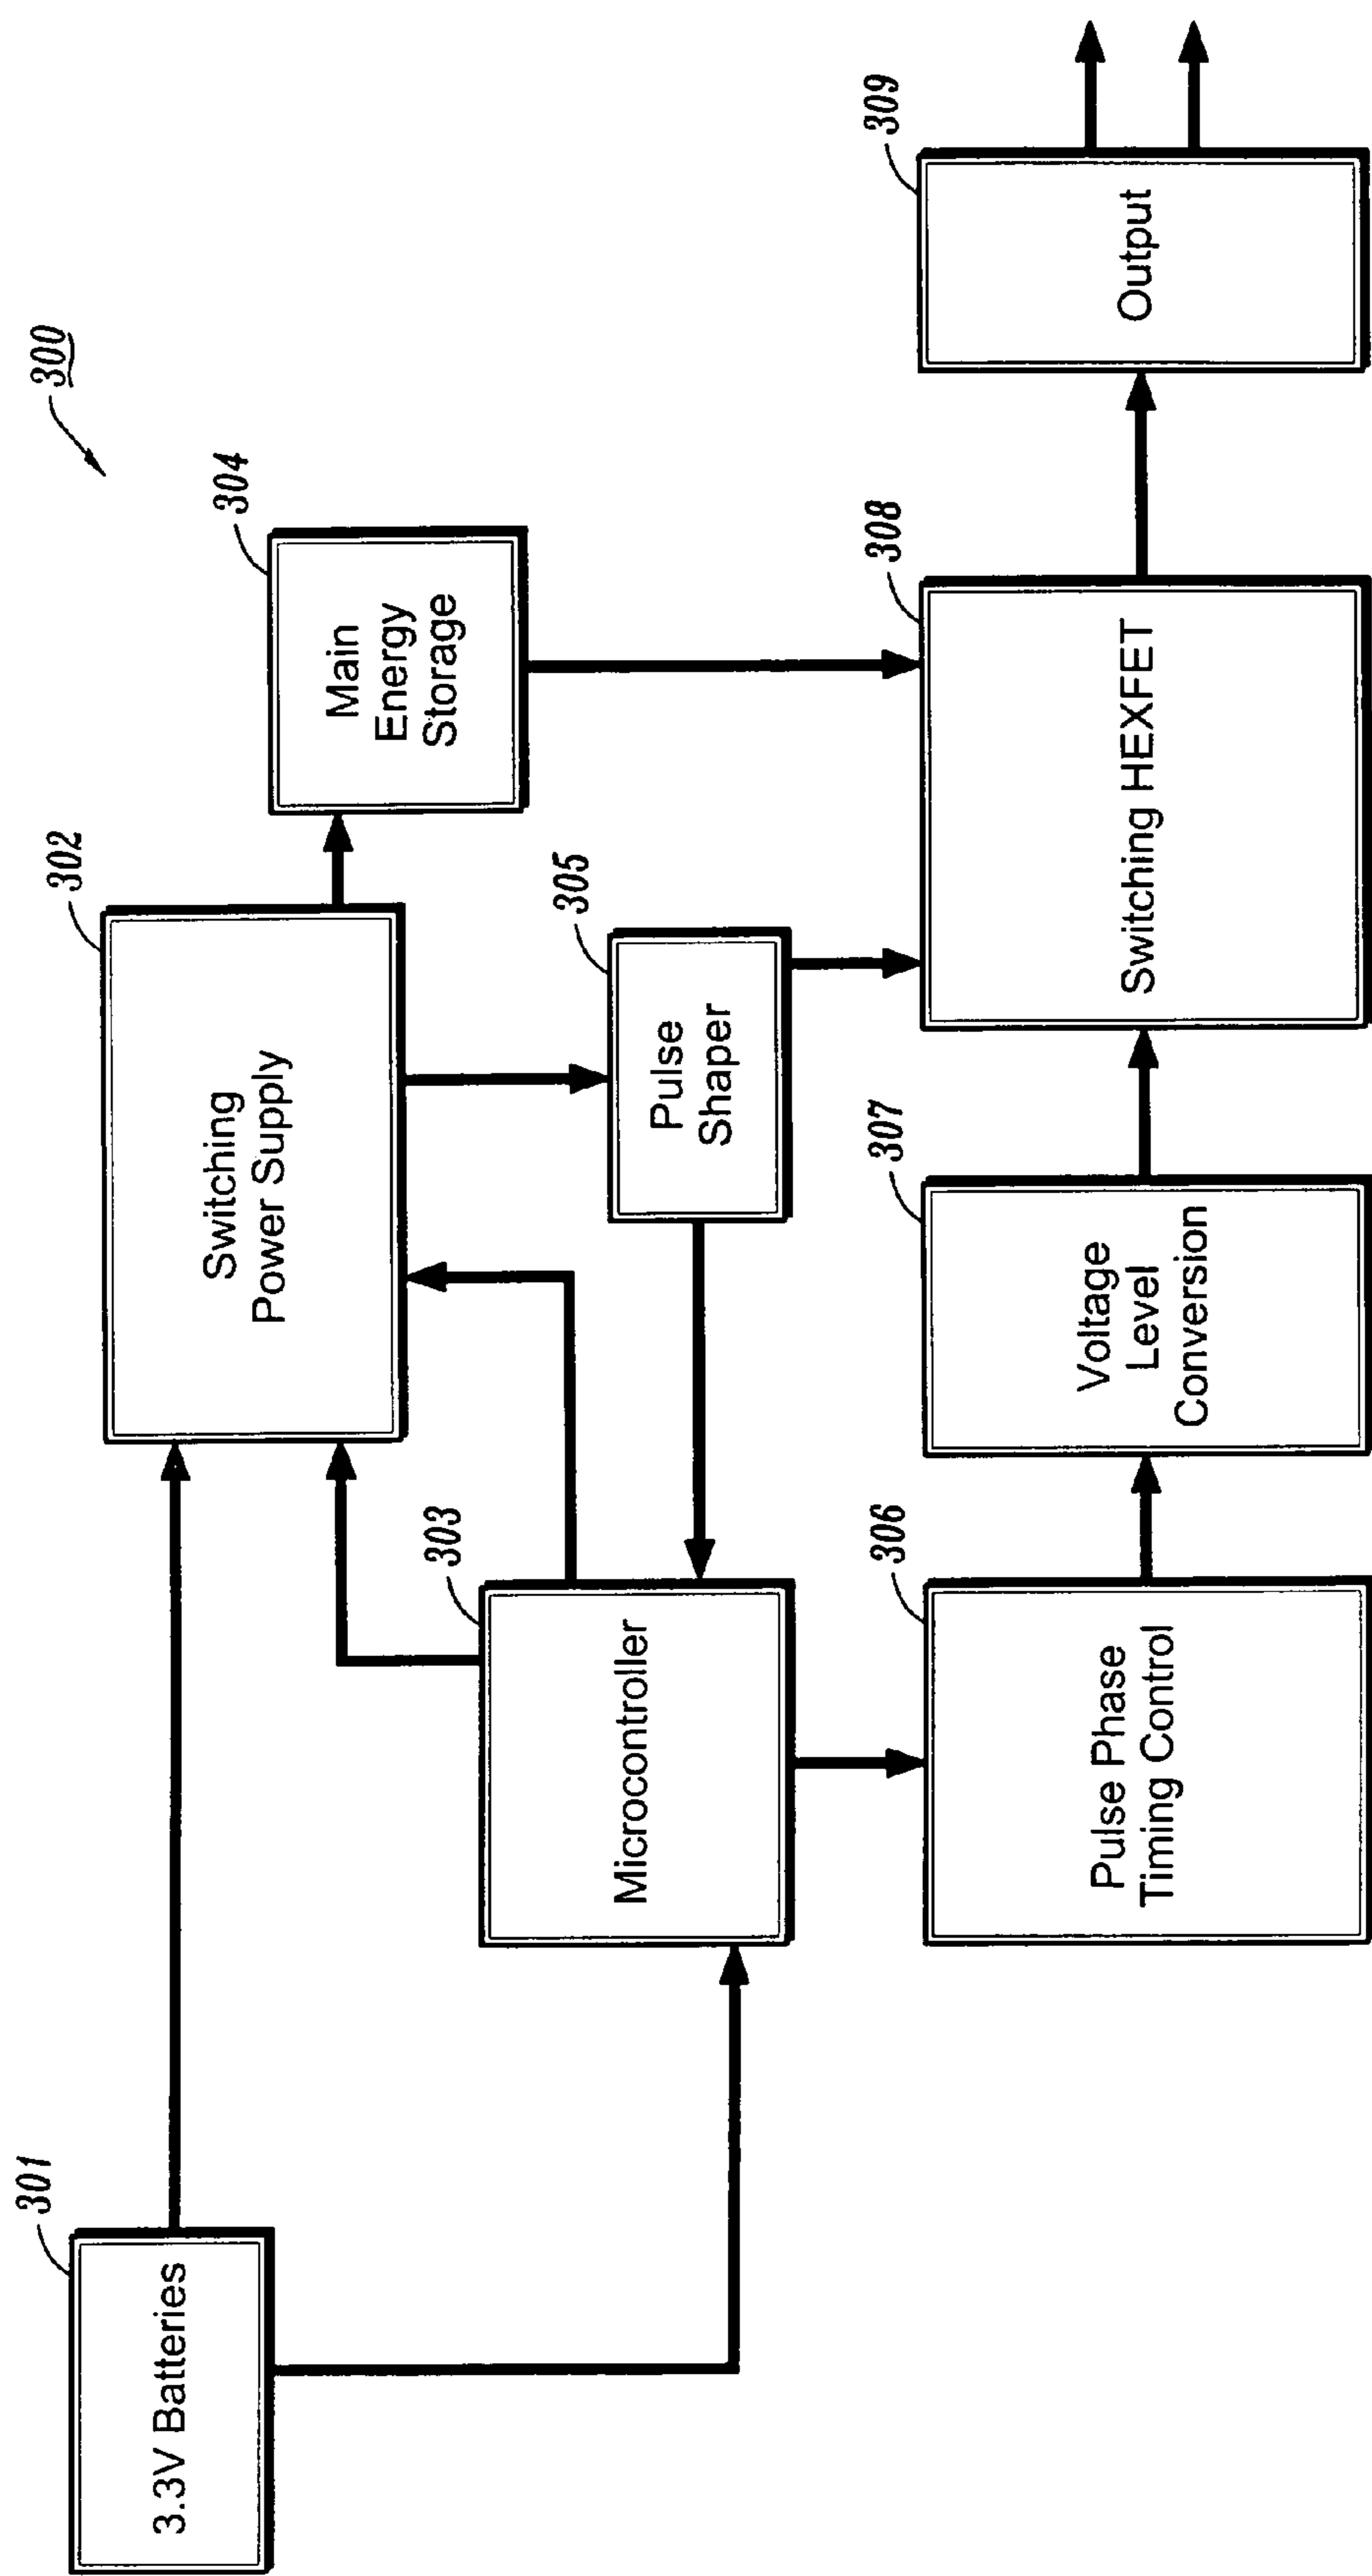 300
301
3.3V Batteries
302
Switching
Power Supply
303
Microcontroller
304
Main
Energy
Storage
305
Pulse
Shaper
306
Pulse Phase
Timing Control
307
Voltage
Level
Conversion
308
Switching HEXFET
309
Output